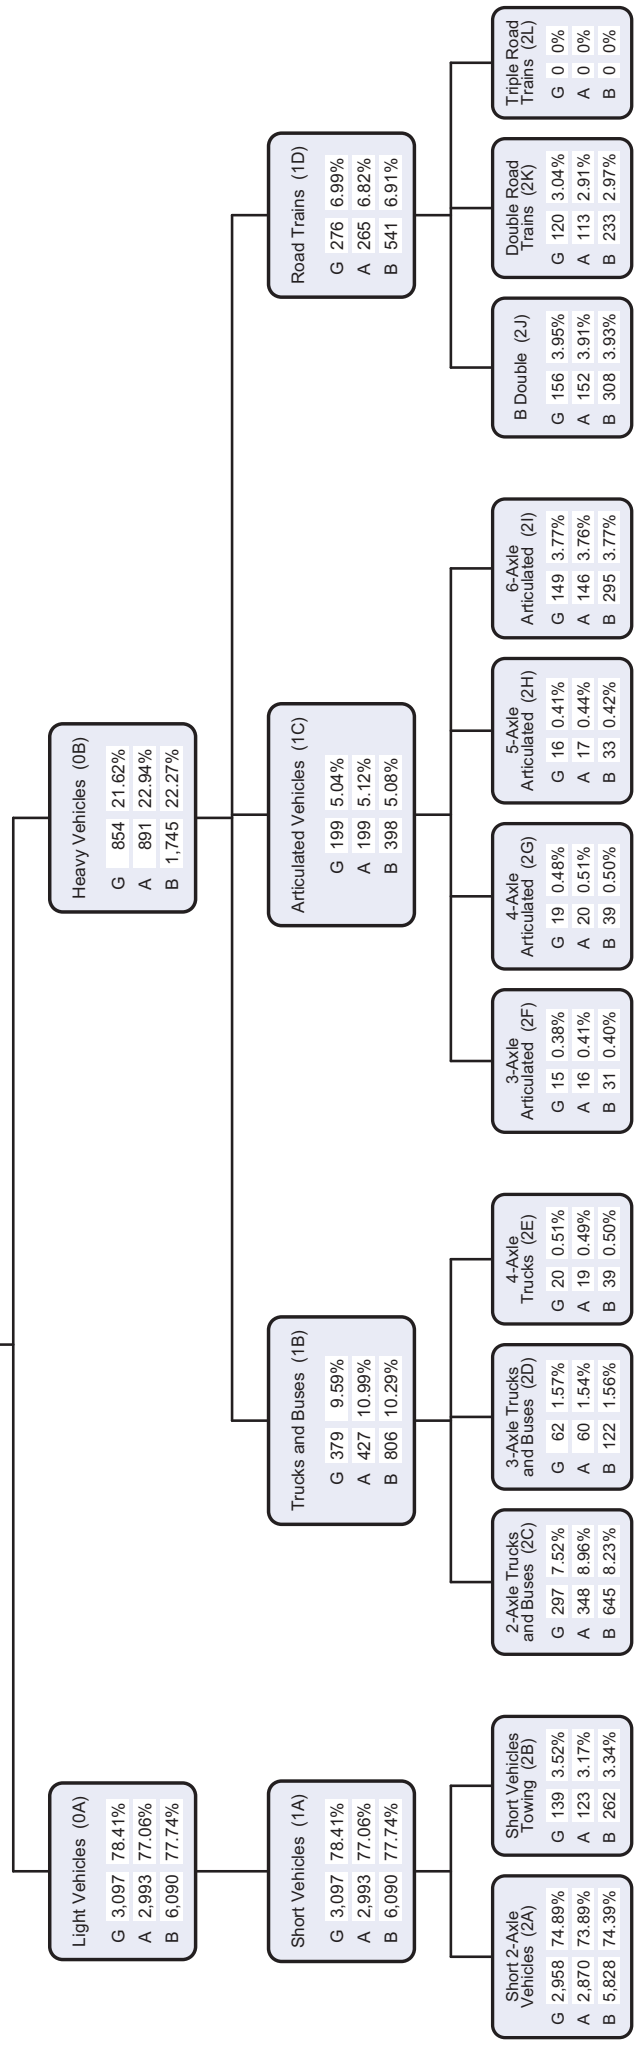 Light Vehicles (0A)
G 3,097 78.41%
A 2,993 77.06%
B 6,090 77.74%
Heavy Vehicles (0B)
G 854 21.62%
A 891 22.94%
B 1,745 22.27%
Short Vehicles (1A)
G 3,097 78.41%
A 2,993 77.06%
B 6,090 77.74%
Trucks and Buses (1B)
G 379 9.59%
A 427 10.99%
B 806 10.29%
Articulated Vehicles (1C)
G 199 5.04%
A 199 5.12%
B 398 5.08%
Road Trains (1D)
G 276 6.99%
A 265 6.82%
B 541 6.91%
Short 2-Axle
Vehicles (2A)
G 2,958 74.89%
A 2,870 73.89%
B 5,828 74.39%
Short Vehicles
Towing (2B)
G 139 3.52%
A 123 3.17%
B 262 3.34%
2-Axle Trucks
and Buses (2C)
G 297 7.52%
A 348 8.96%
B 645 8.23%
3-Axle Trucks
and Buses (2D)
G 62 1.57%
A 60 1.54%
B 122 1.56%
4-Axle
Trucks (2E)
G 20 0.51%
A 19 0.49%
B 39 0.50%
3-Axle
Articulated (2F)
G 15 0.38%
A 16 0.41%
B 31 0.40%
4-Axle
Articulated (2G)
G 19 0.48%
A 20 0.51%
B 39 0.50%
5-Axle
Articulated (2H)
G 16 0.41%
A 17 0.44%
B 33 0.42%
6-Axle
Articulated (2I)
G 149 3.77%
A 146 3.76%
B 295 3.77%
B Double (2J)
G 156 3.95%
A 152 3.91%
B 308 3.93%
Double Road
Trains (2K)
G 120 3.04%
A 113 2.91%
B 233 2.97%
Triple Road
Trains (2L)
G 0 0%
A 0 0%
B 0 0%